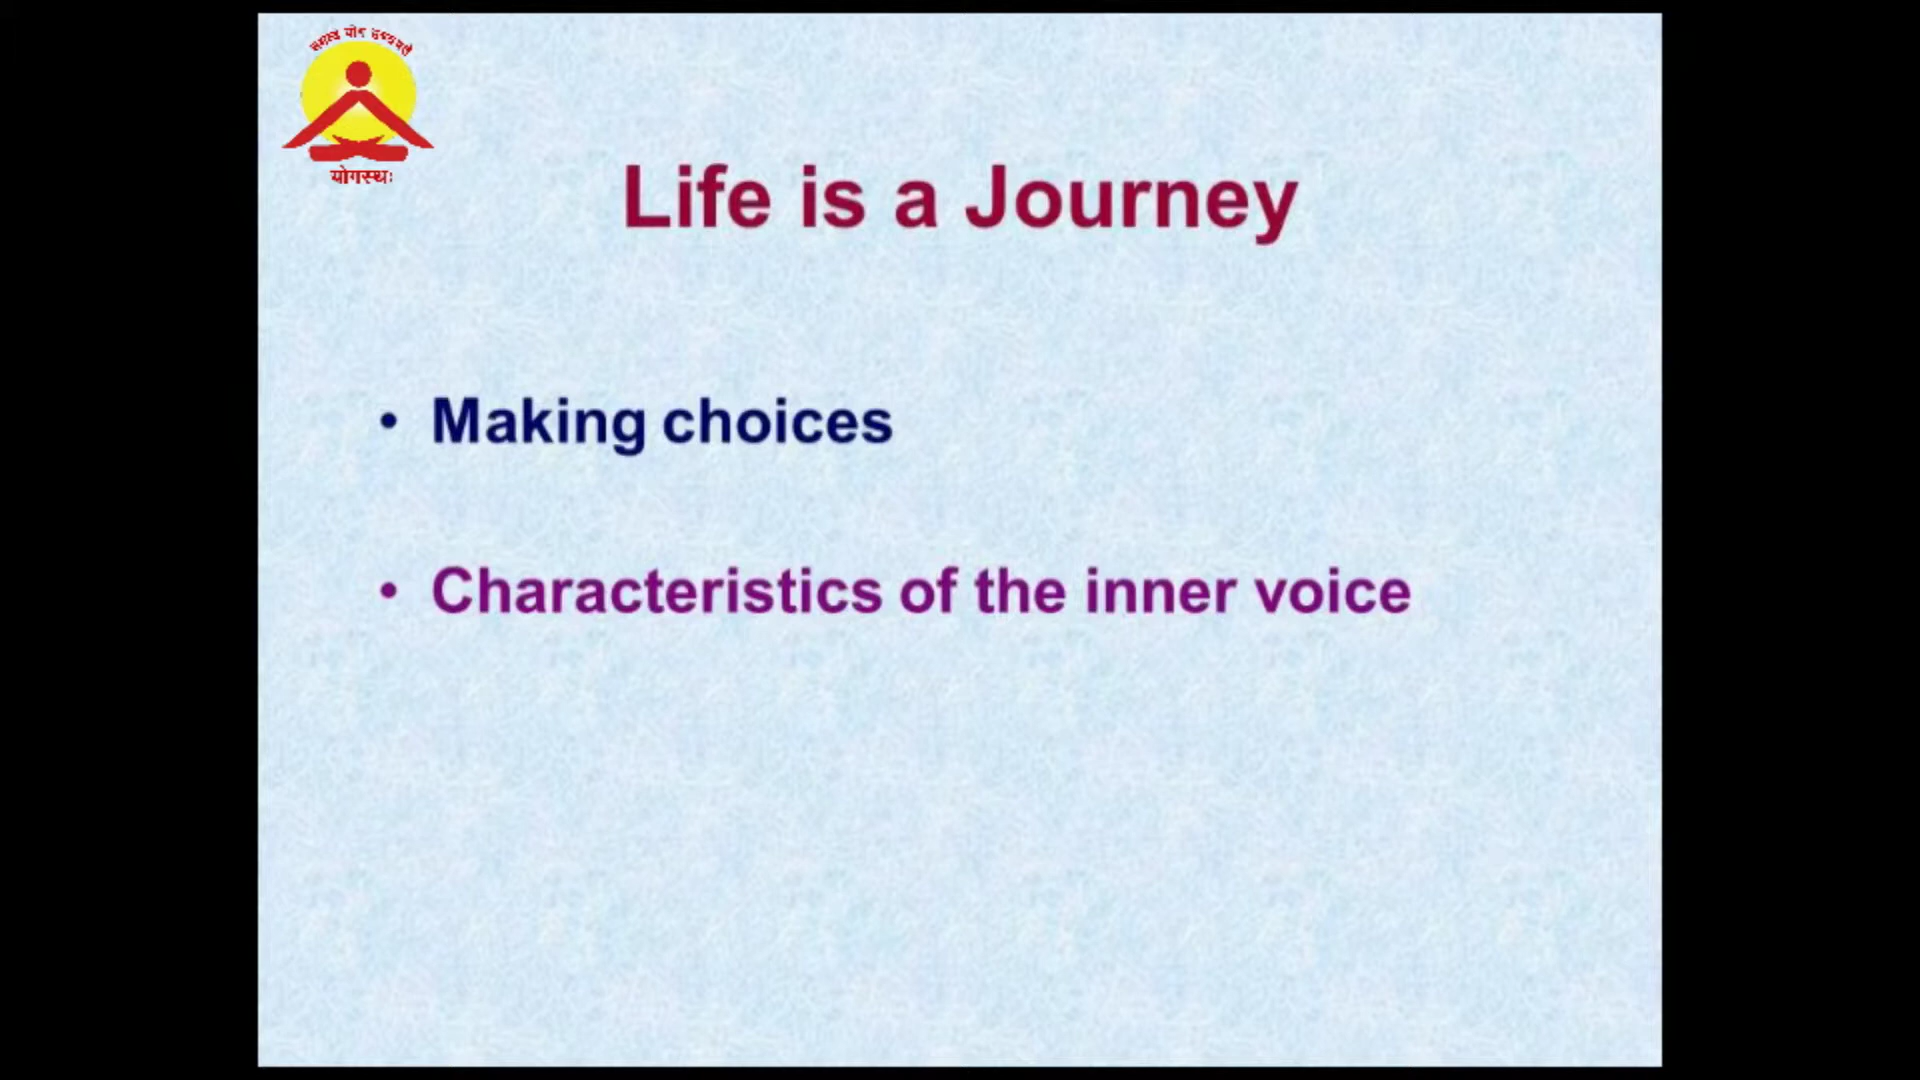 योगस्थः
Life is a Journey
• Making choices
• Characteristics of the inner voice